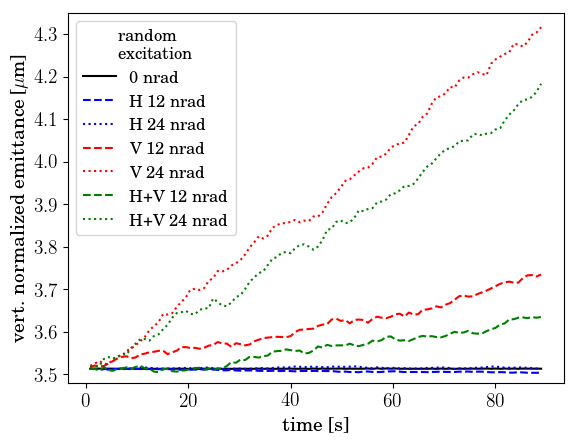 random
excitation
0 nrad
H 12 nrad
H 24 nrad
V 12 nrad
V 24 nrad
H+V 12 nrad
H+V 24 nrad
vert. normalized emittance [μm]
4.3
4.2
4.1
4.0
3.9
3.8
3.7
3.6
3.5
0 20 40 60 80
time [s]